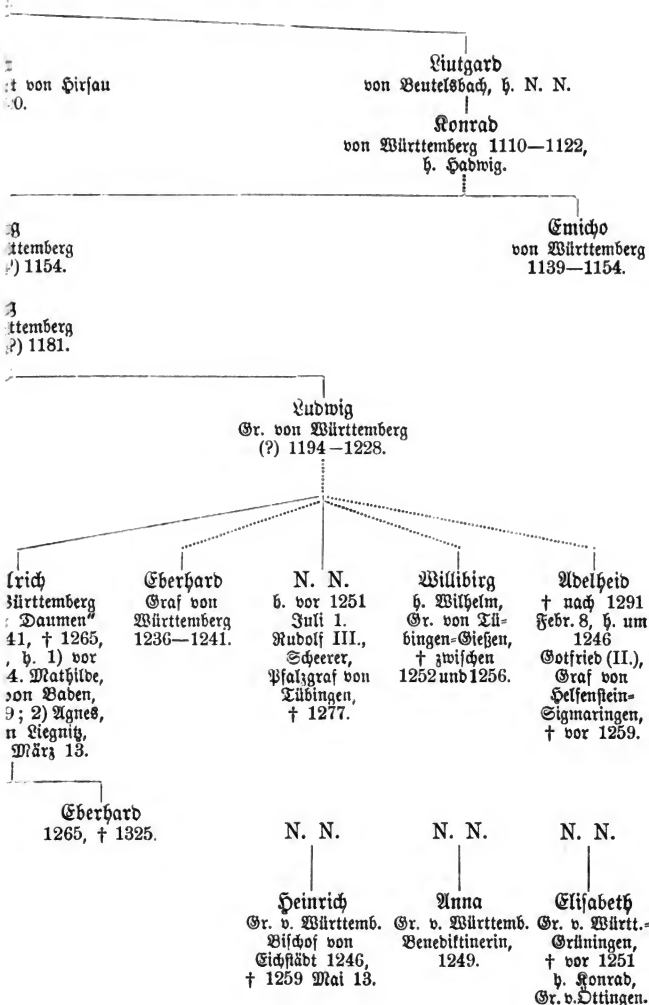 Liutgard
t von Hirsau
von Beutelsbach, h. N. N.
0.
Konrad
von Württemberg 1110—1122,
h. Hadwig.
g
ttemberg
?) 1154.
Emicho
von Württemberg
1139—1154.
g
ttemberg
?) 1181.
Ludwig
Gr. von Württemberg
(?) 1194—1228.
lrich
Württemberg
Daumen"
41, † 1265,
, h. 1) vor
4. Mathilde,
von Baden,
9; 2) Agnes,
n Liegnitz,
März 13.
Eberhard
Graf von
Württemberg
1236—1241.
N. N.
h. vor 1251
Juli 1.
Rudolf III.,
Scheerer,
Pfalzgraf von
Tübingen,
† 1277.
Willibirg
h. Wilhelm,
Gr. von Tü-
bingen-Gießen,
† zwischen
1252 und 1256.
Adelheid
† nach 1291
Febr. 8, h. um
1246
Gotfried (II.),
Graf von
Helfenstein-
Sigmaringen,
† vor 1259.
Eberhard
1265, † 1325.
N. N.
Heinrich
Gr. v. Württemb.
Bischof von
Eichstädt 1246,
† 1259 Mai 13.
N. N.
Anna
Gr. v. Württemb.
Benediktinerin,
1249.
N. N.
Elisabeth
Gr. v. Württ.-
Grüningen,
† vor 1251
h. Konrad,
Gr. v. Öttingen.